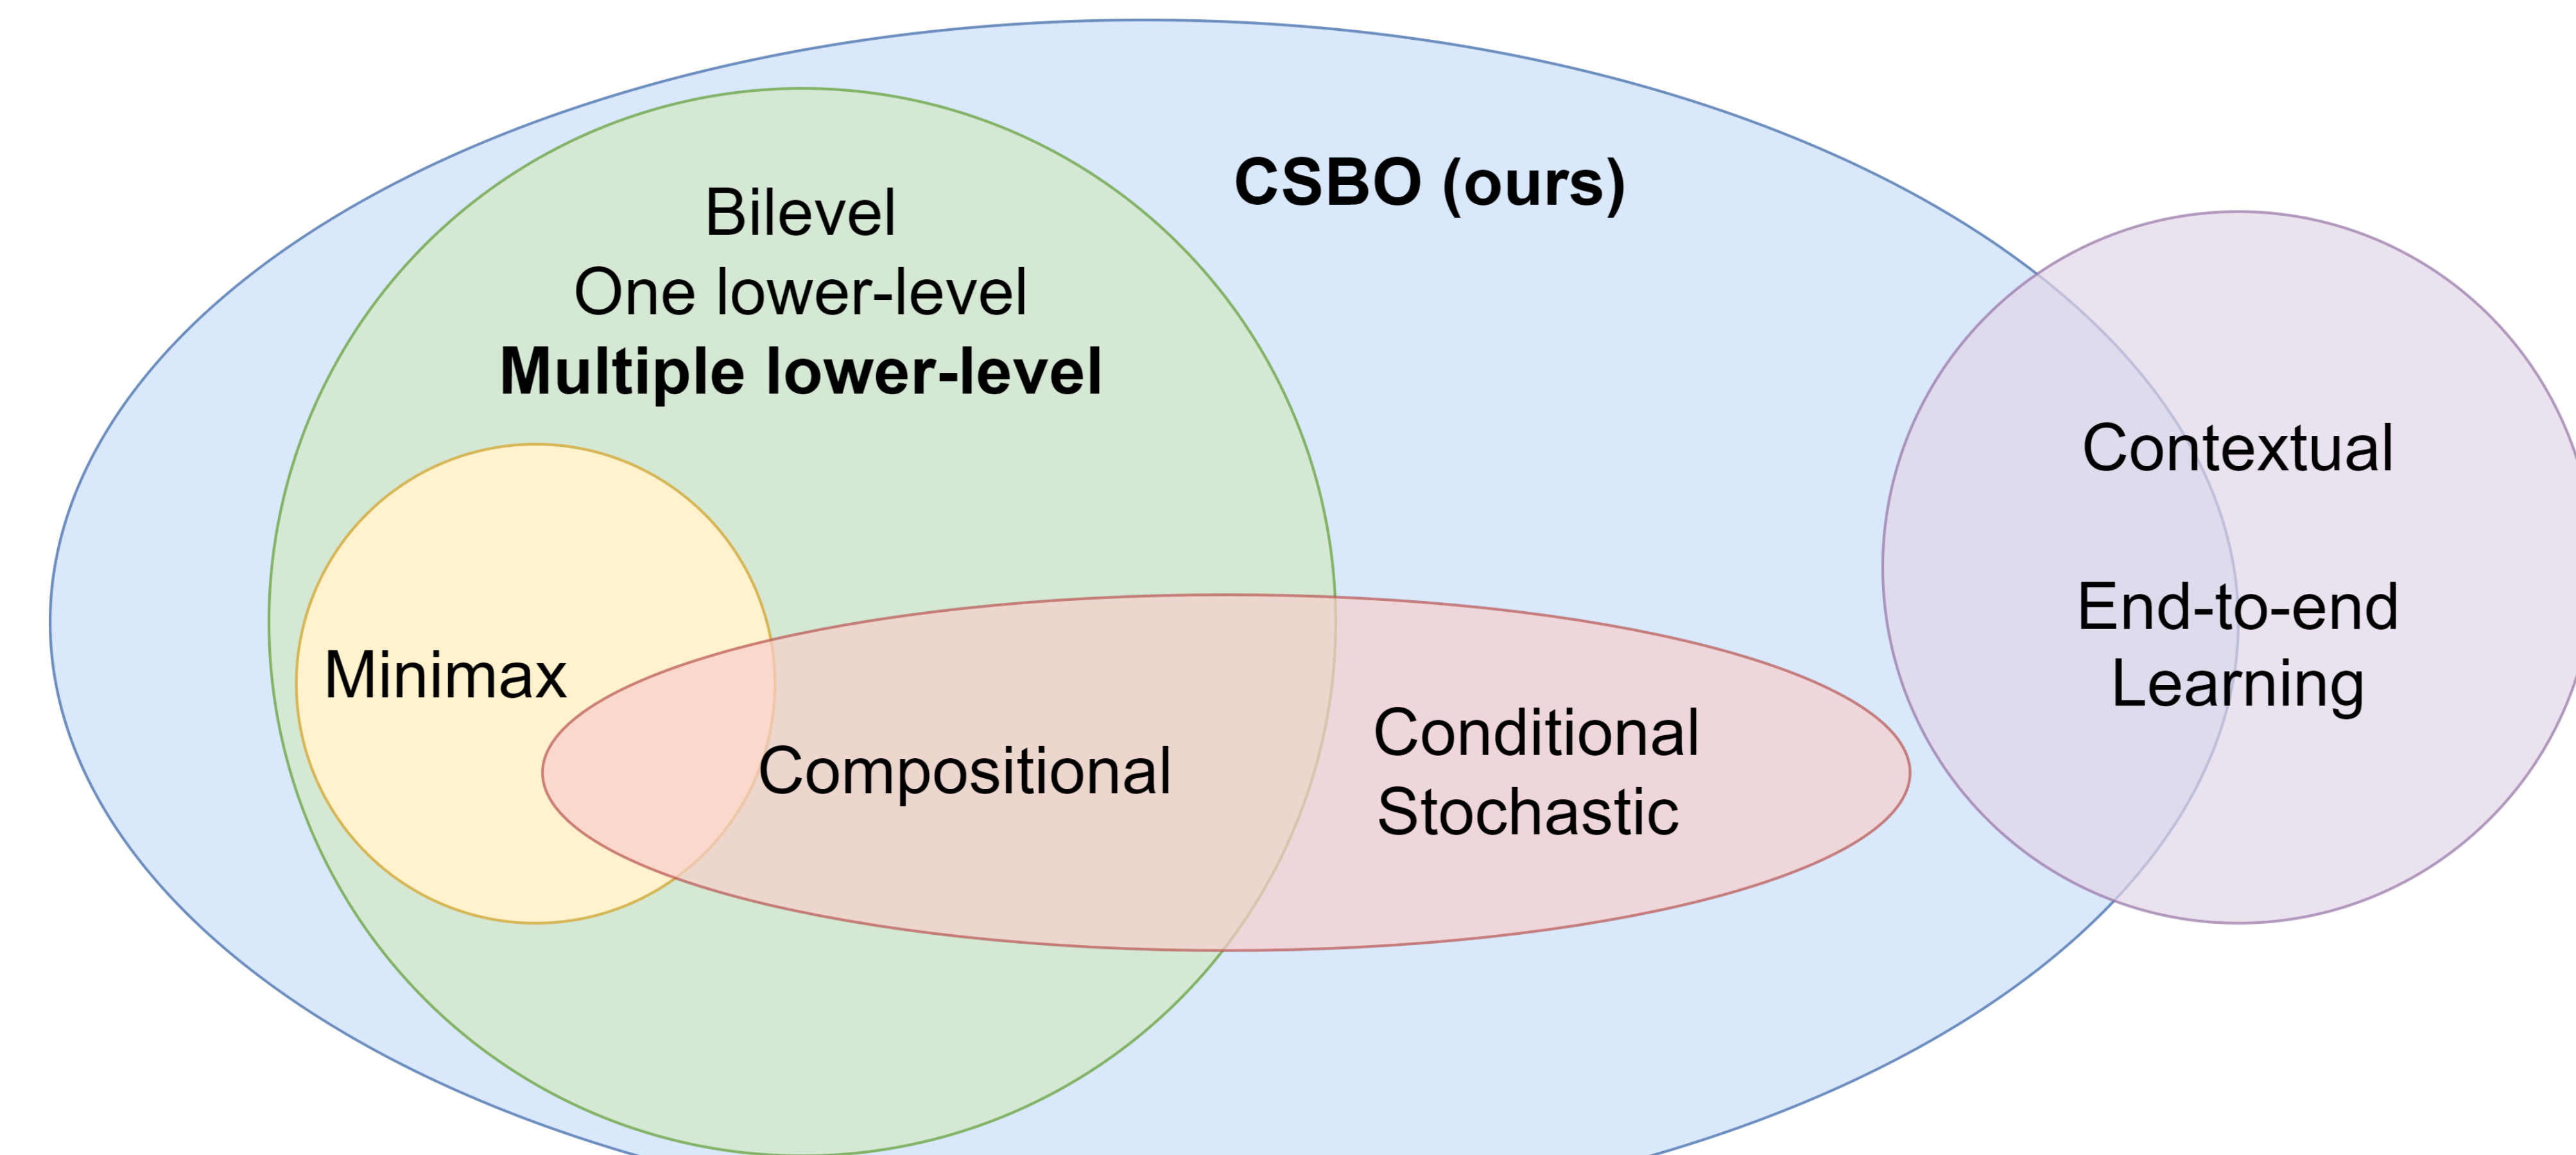 CSBO (ours)
Bilevel
One lower-level
Multiple lower-level
Minimax
Compositional
Conditional
Stochastic
Contextual
End-to-end
Learning